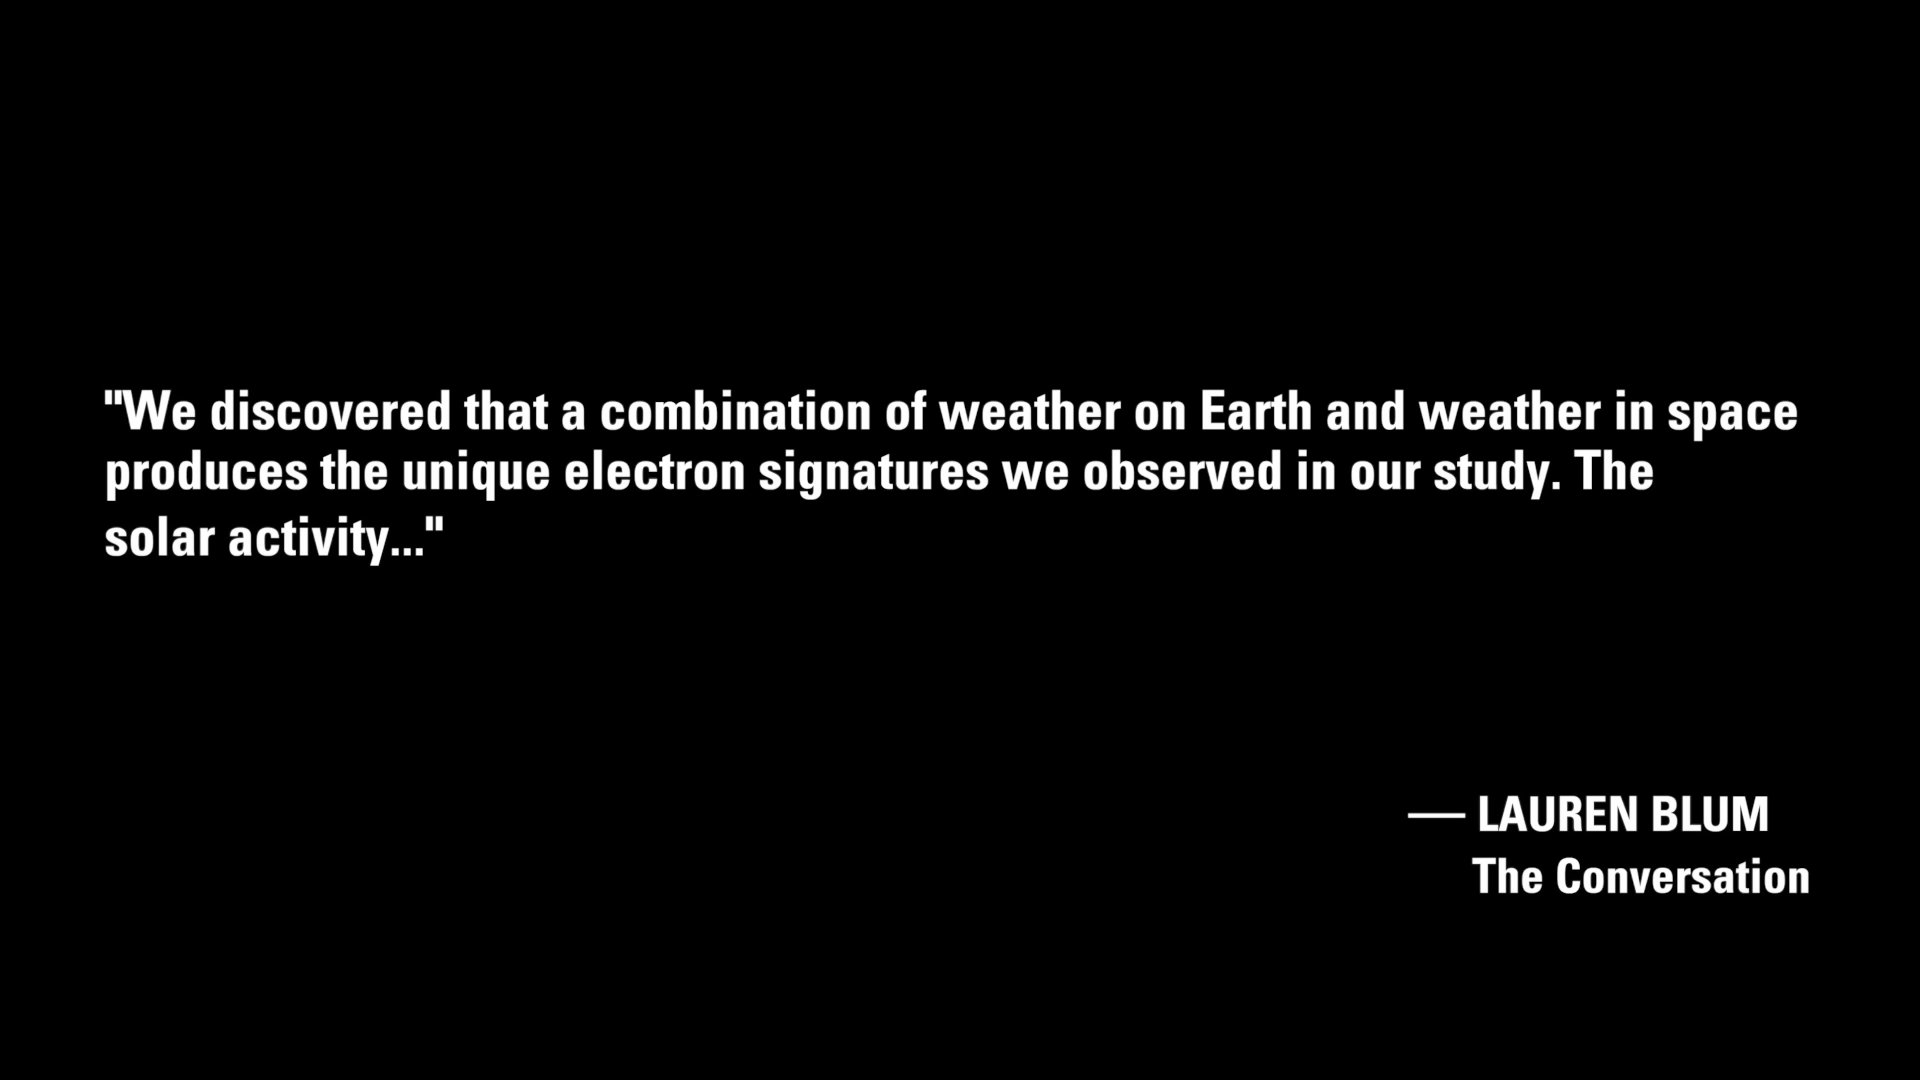 "We discovered that a combination of weather on Earth and weather in space
produces the unique electron signatures we observed in our study. The
solar activity..."
— LAUREN BLUM
The Conversation